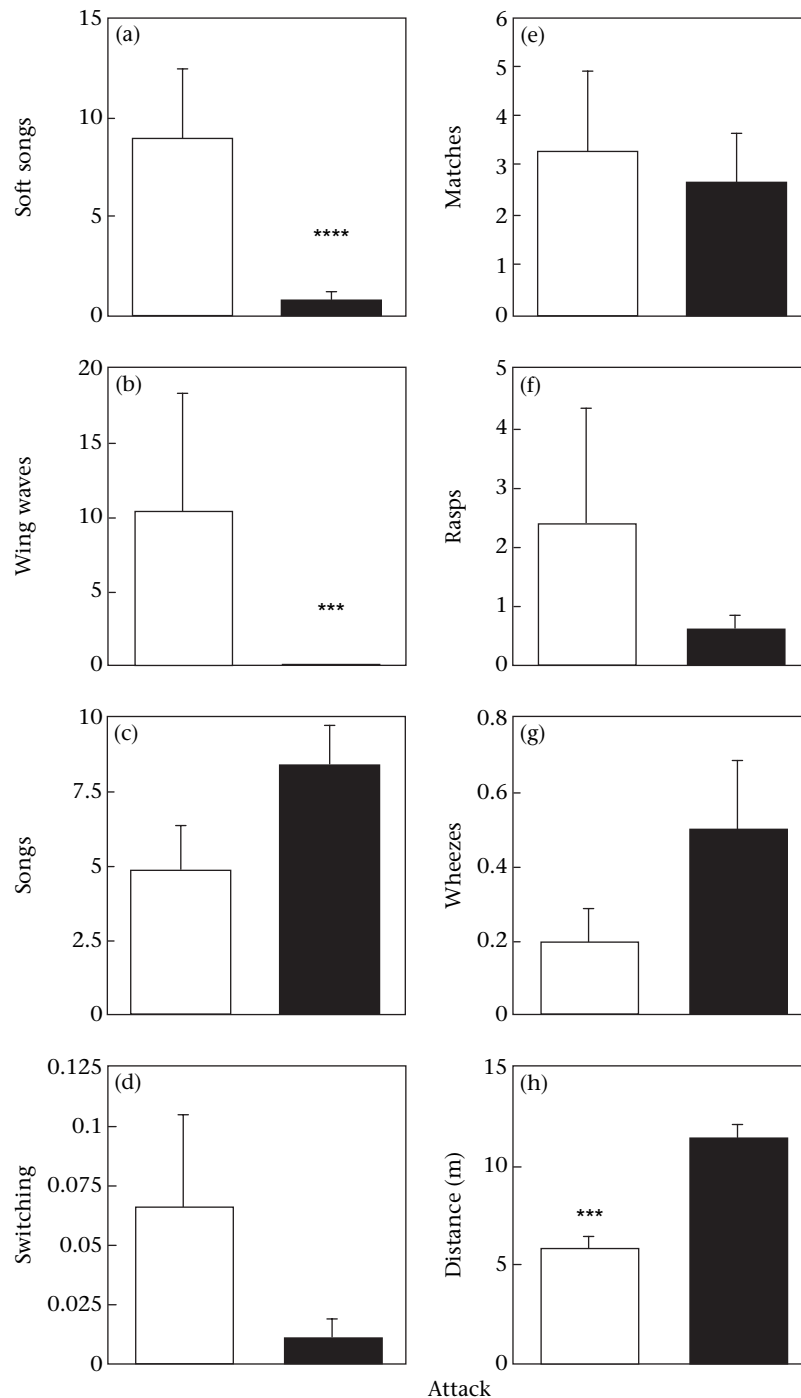 (a)
15
10
5
0
Soft songs
****
(b)
20
15
10
5
0
Wing waves
***
(c)
10
7.5
5
2.5
0
Songs
(d)
0.125
0.1
0.075
0.05
0.025
0
Switching
(e)
6
5
4
3
2
1
0
Matches
(f)
5
4
3
2
1
0
Rasps
(g)
0.8
0.6
0.4
0.2
0
Wheezes
(h)
15
10
5
0
Distance (m)
***
Attack